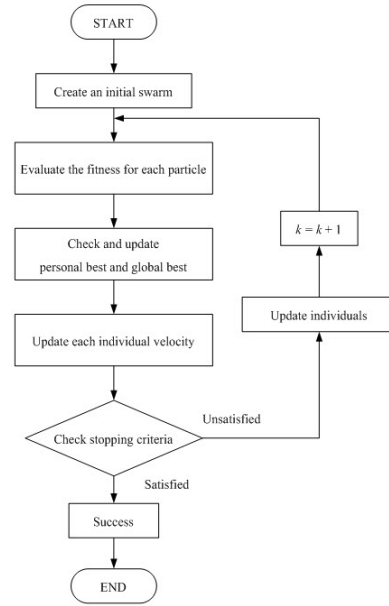 START
Create an initial swarm
Evaluate the fitness for each particle
Check and update
personal best and global best
Update each individual velocity
Check stopping criteria
Unsatisfied
Update individuals
k = k + 1
Satisfied
Success
END